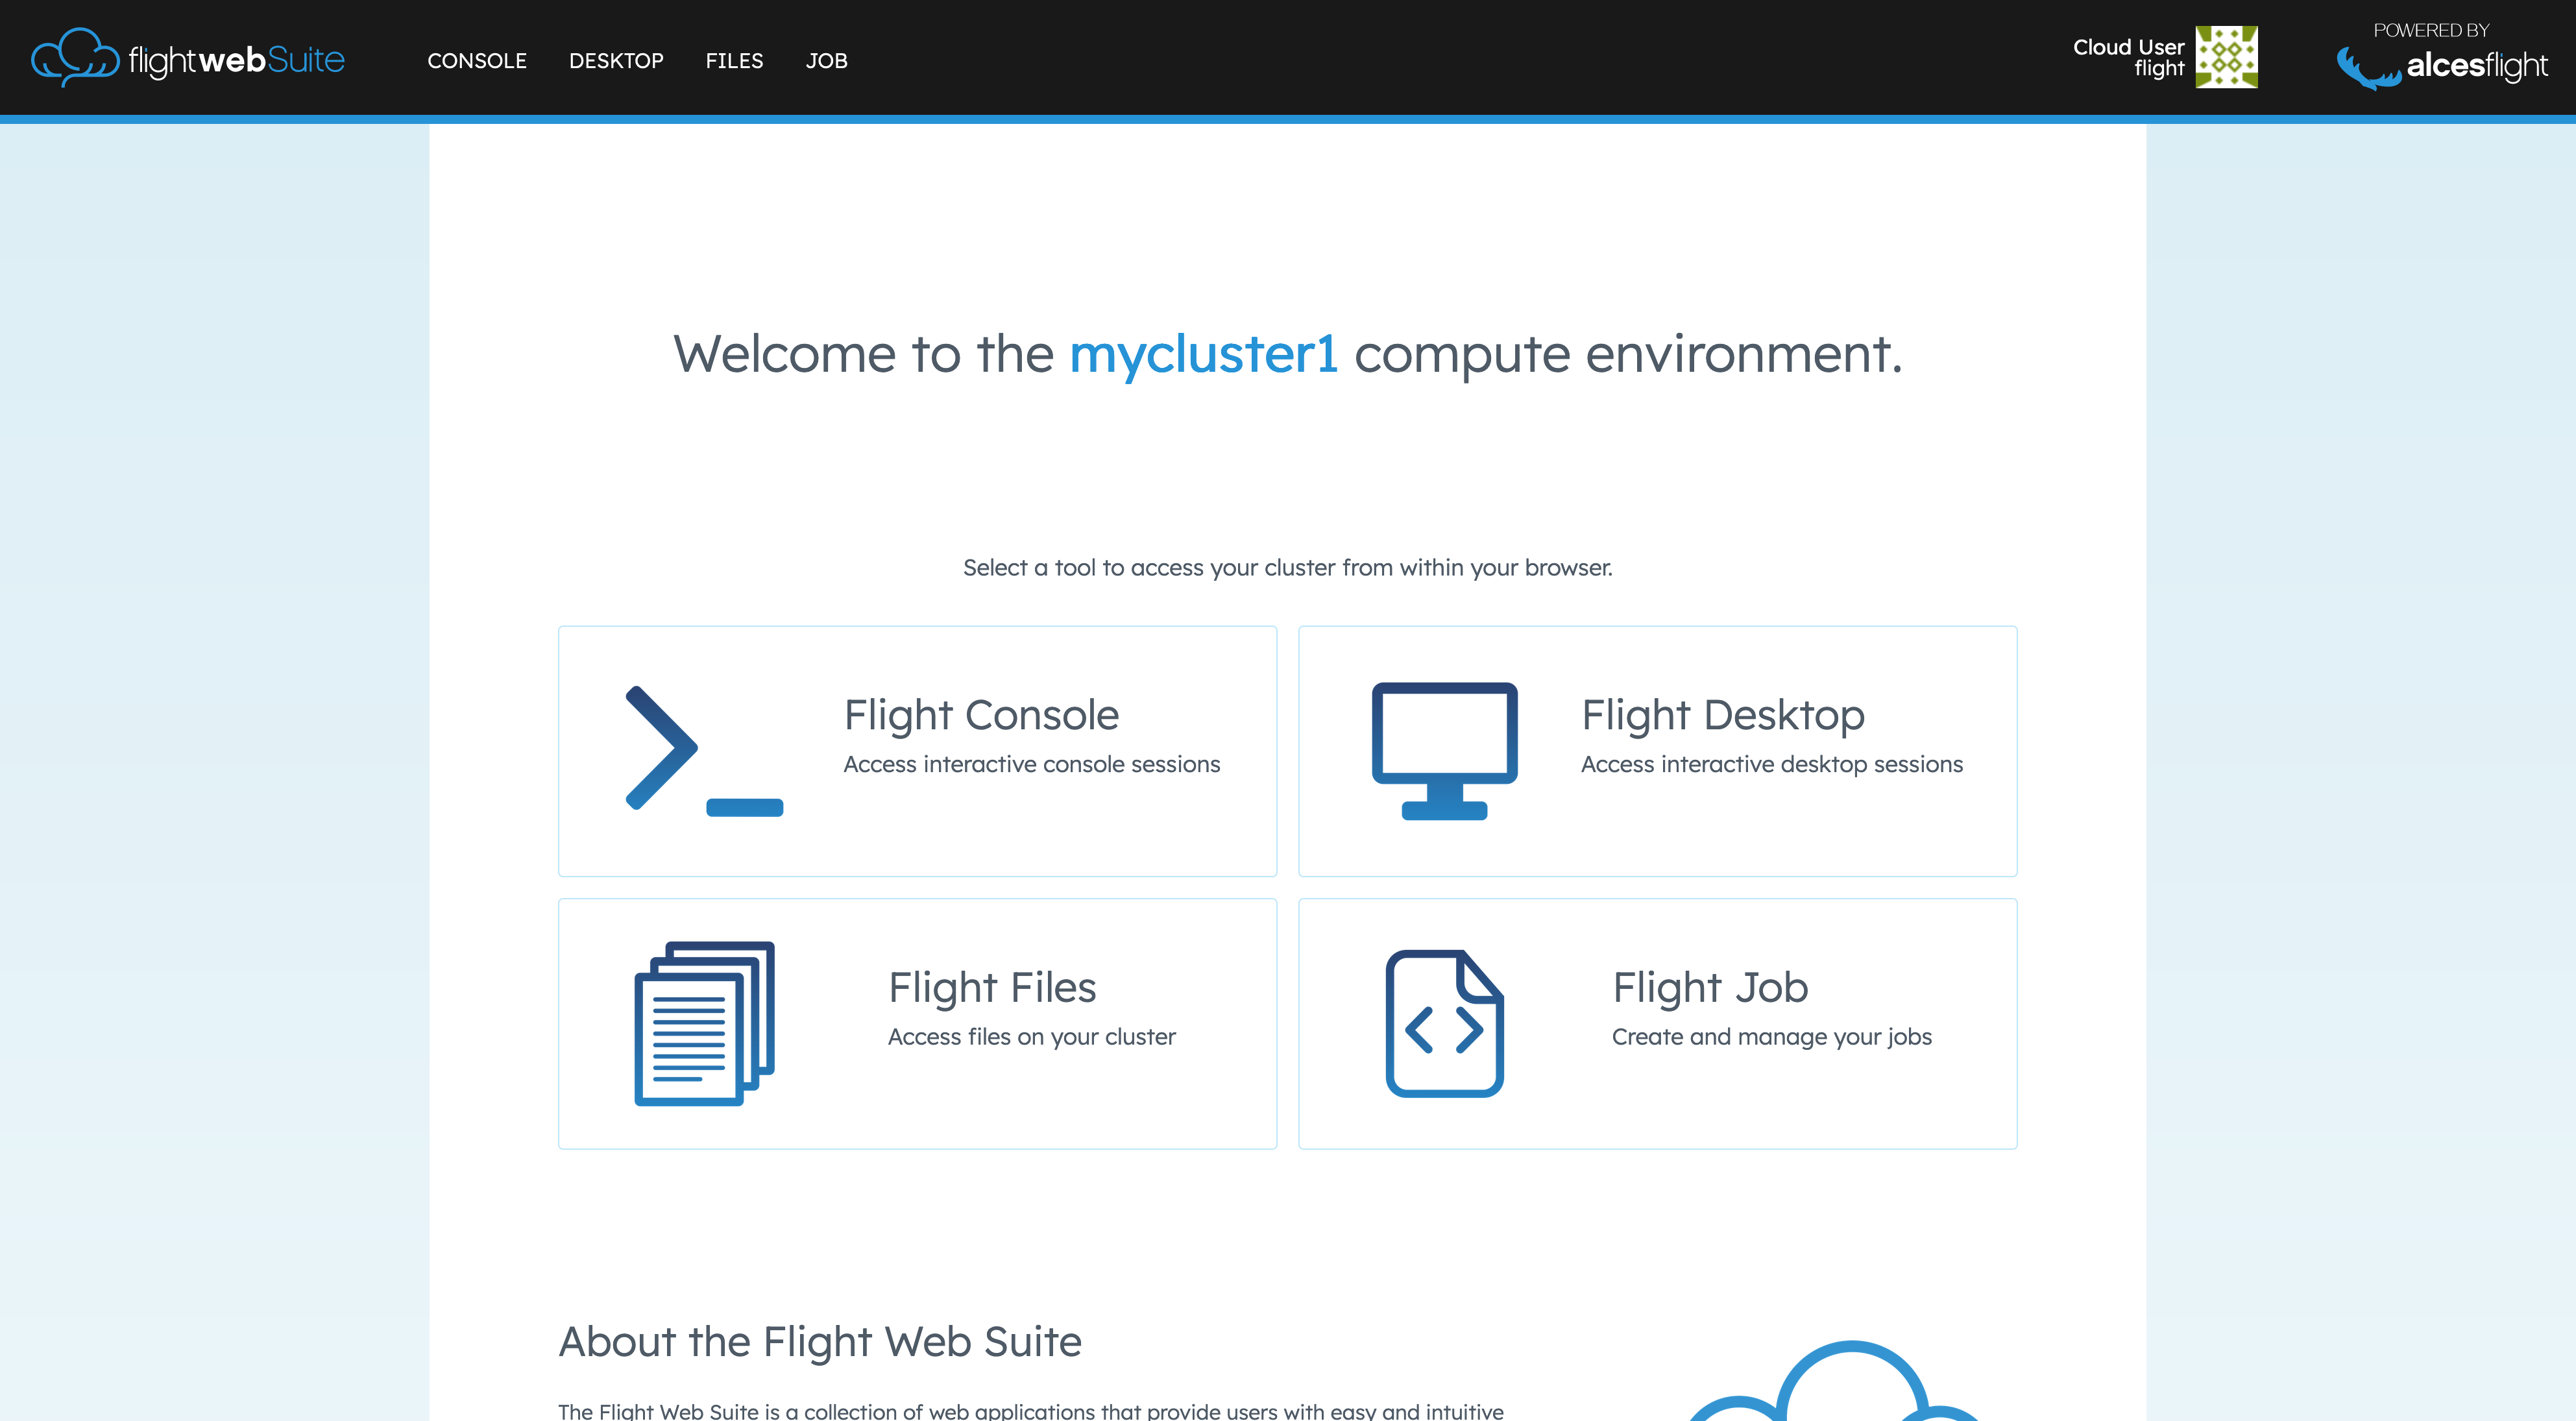 flightwebSuite
CONSOLE DESKTOP FILES JOB
Cloud User
flight
POWERED BY
alcesflight
Welcome to the mycluster1 compute environment.
Select a tool to access your cluster from within your browser.
Flight Console
Access interactive console sessions
Flight Desktop
Access interactive desktop sessions
Flight Files
Access files on your cluster
Flight Job
Create and manage your jobs
About the Flight Web Suite
The Flight Web Suite is a collection of web applications that provide users with easy and intuitive